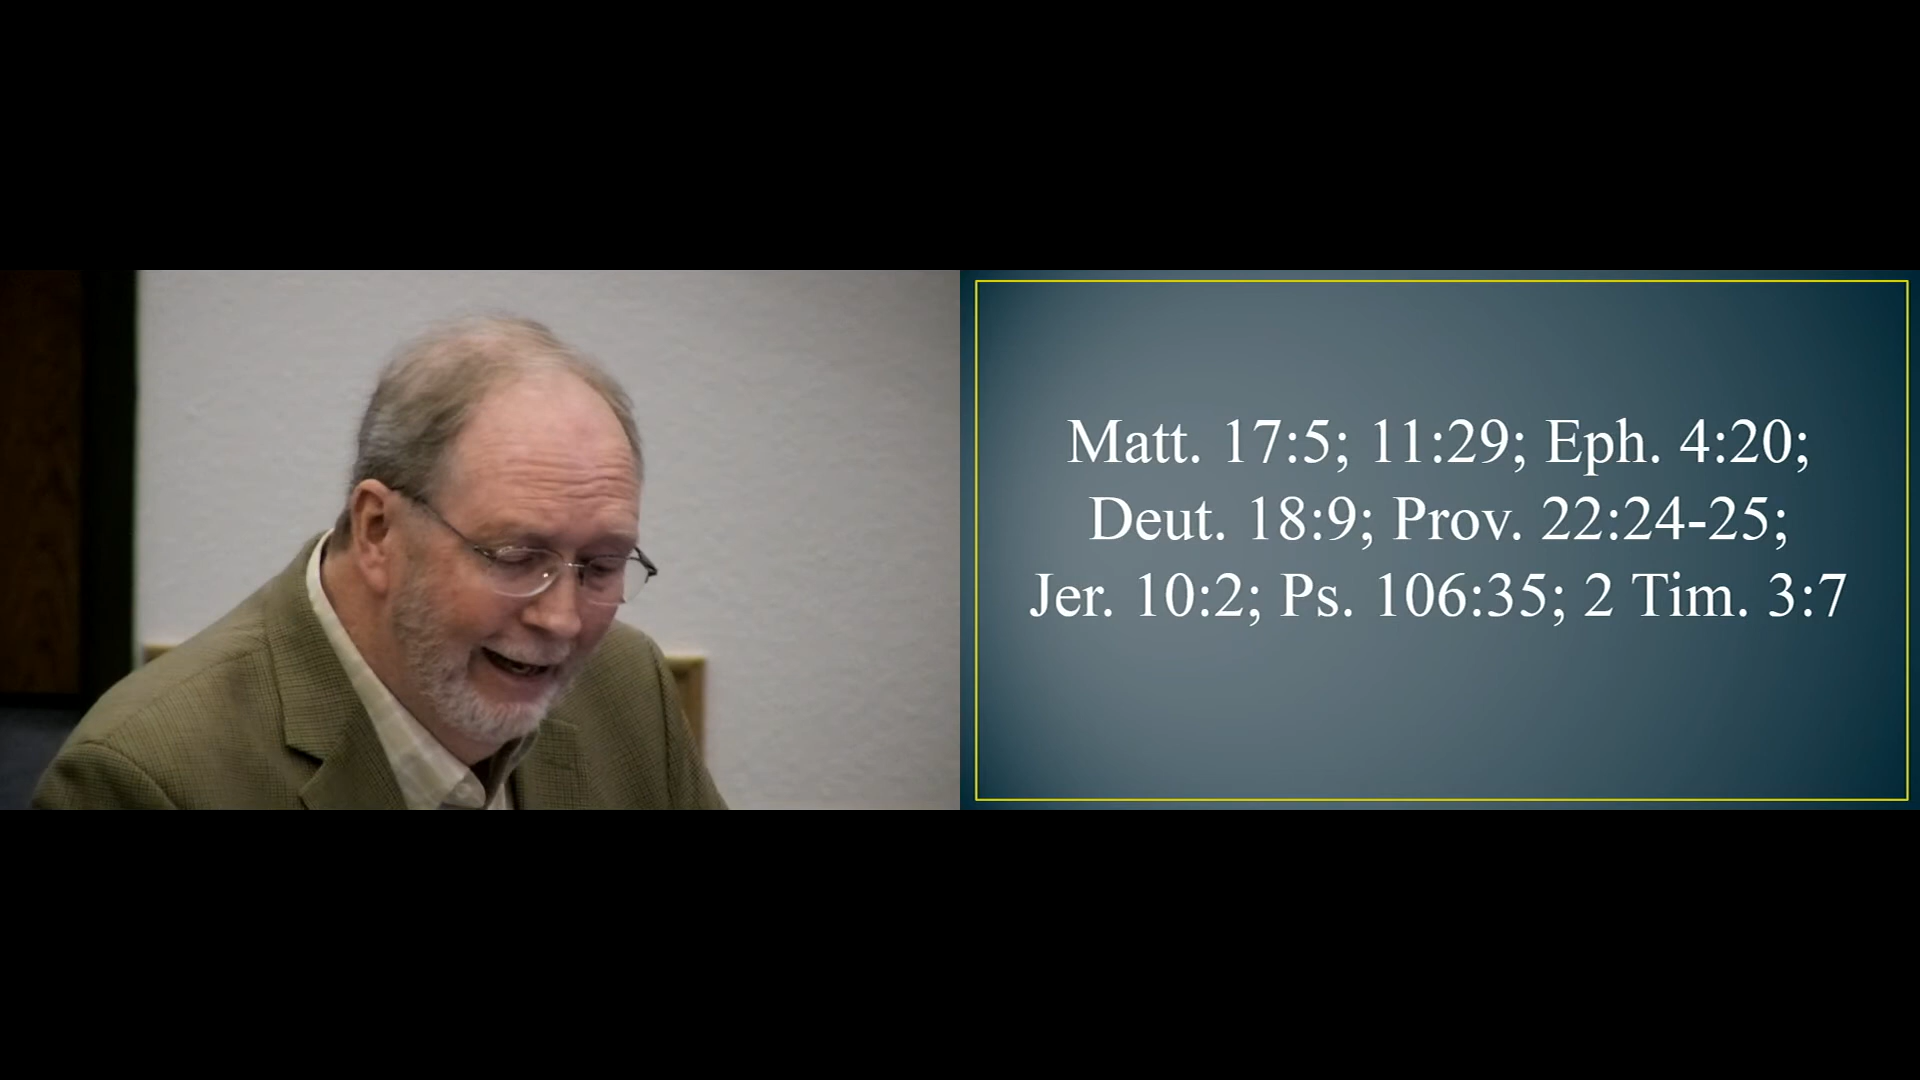 Matt. 17:5; 11:29; Eph. 4:20;
Deut. 18:9; Prov. 22:24-25;
Jer. 10:2; Ps. 106:35; 2 Tim. 3:7